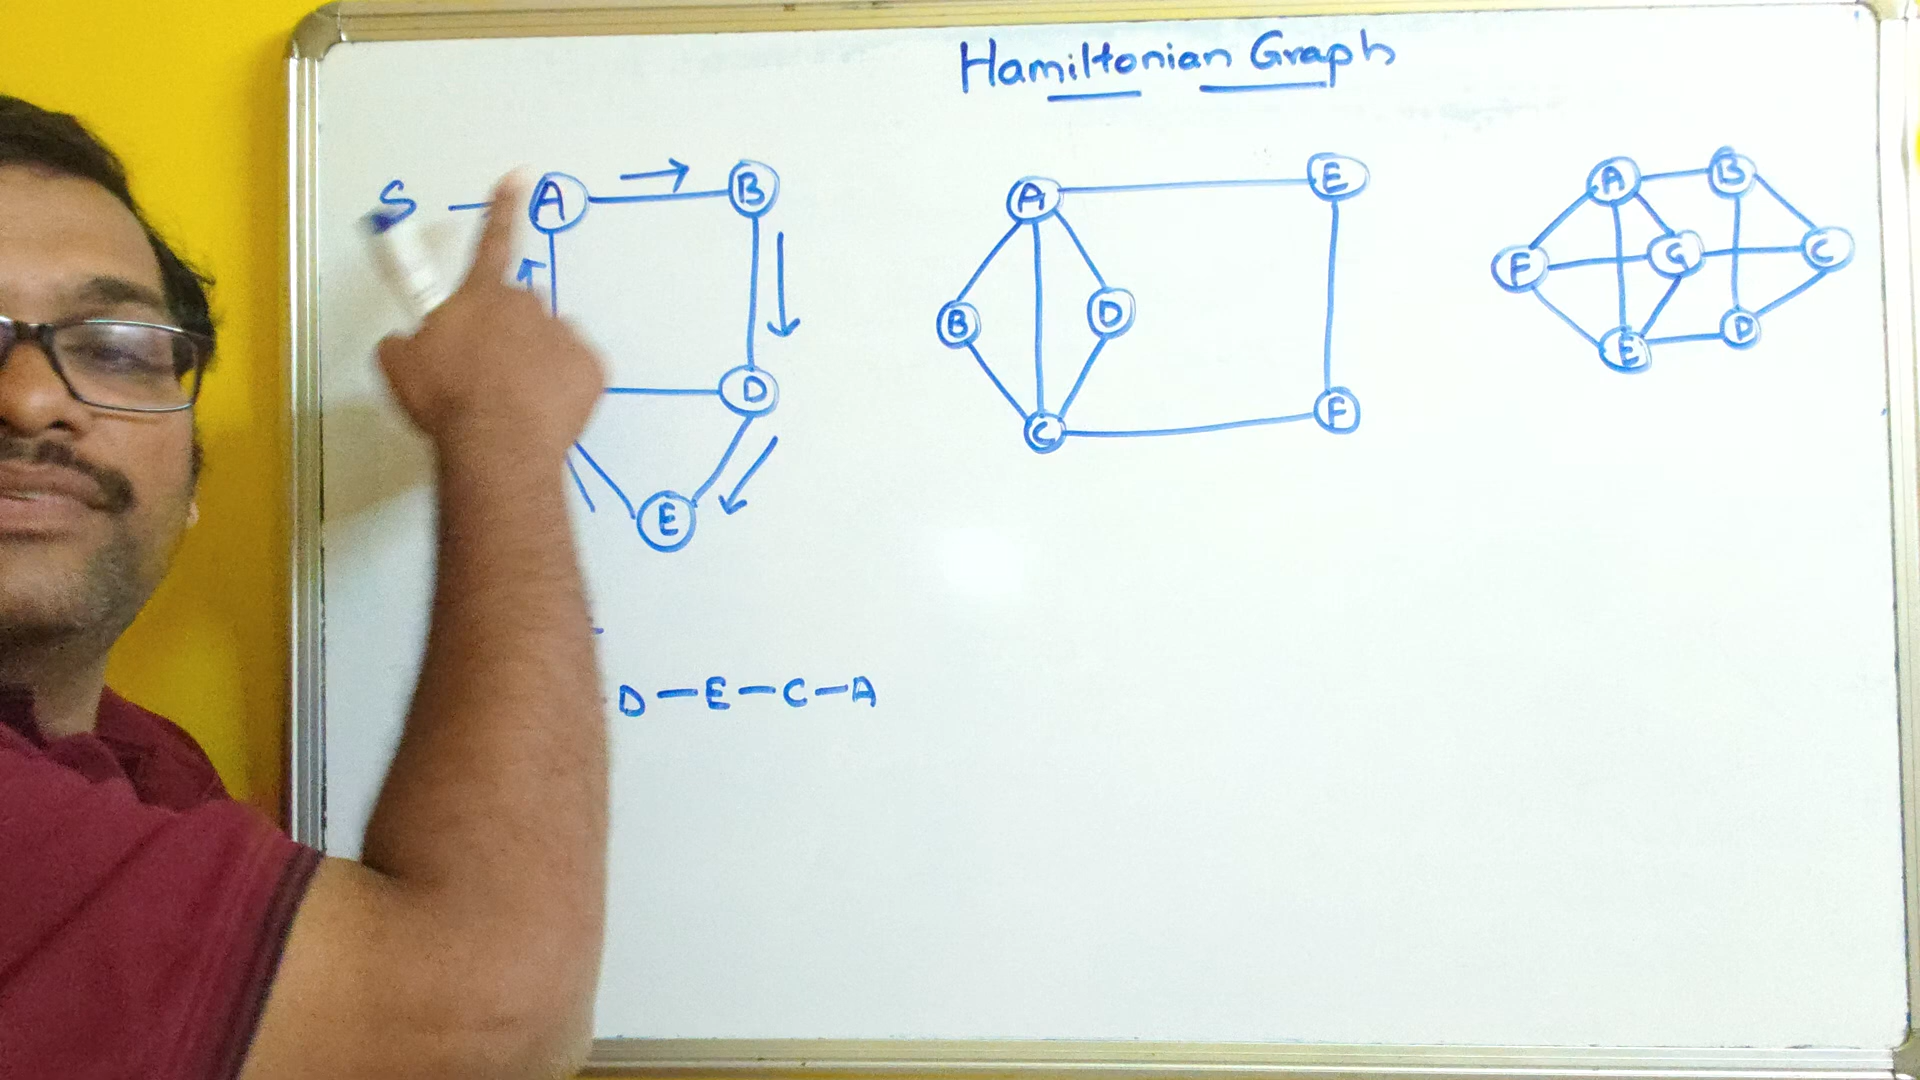 Hamiltonian Graph
S — A B
D
E
D — E — C — A
A E
B D
C F
A B
F G C
E D